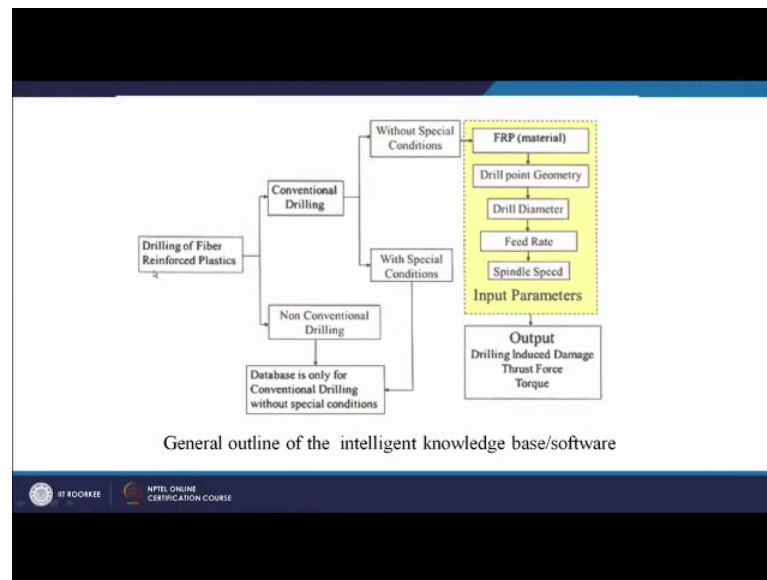 Drilling of Fiber
Reinforced Plastics
Conventional
Drilling
Non Conventional
Drilling
Database is only for
Conventional Drilling
without special conditions
Without Special
Conditions
With Special
Conditions
FRP (material)
Drill point Geometry
Drill Diameter
Feed Rate
Spindle Speed
Input Parameters
Output
Drilling Induced Damage
Thrust Force
Torque
General outline of the intelligent knowledge base/software
IIT ROORKEE
NPTEL ONLINE
CERTIFICATION COURSE